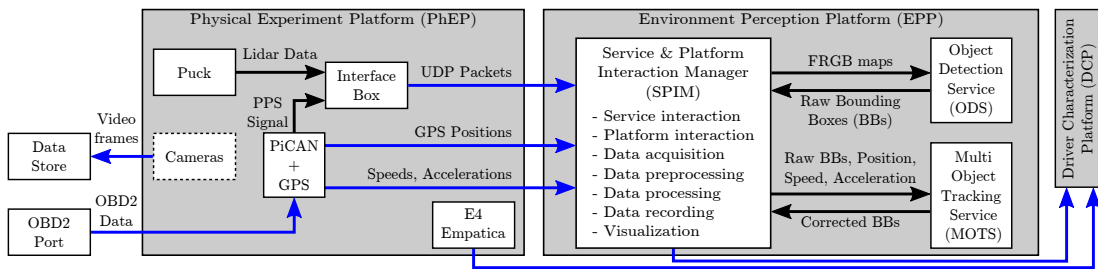 Physical Experiment Platform (PhEP)
Puck
Lidar Data
Interface
Box
UDP Packets
PPS
Signal
Video
frames
Data
Store
Cameras
PiCAN
+
GPS
GPS Positions
Speeds, Accelerations
OBD2
Data
OBD2
Port
E4
Empatica
Environment Perception Platform (EPP)
Service & Platform
Interaction Manager
(SPIM)
- Service interaction
- Platform interaction
- Data acquisition
- Data preprocessing
- Data processing
- Data recording
- Visualization
FRGB maps
Raw Bounding
Boxes (BBs)
Object
Detection
Service
(ODS)
Raw BBs, Position,
Speed, Acceleration
Corrected BBs
Multi
Object
Tracking
Service
(MOTS)
Driver Characterization
Platform (DCP)